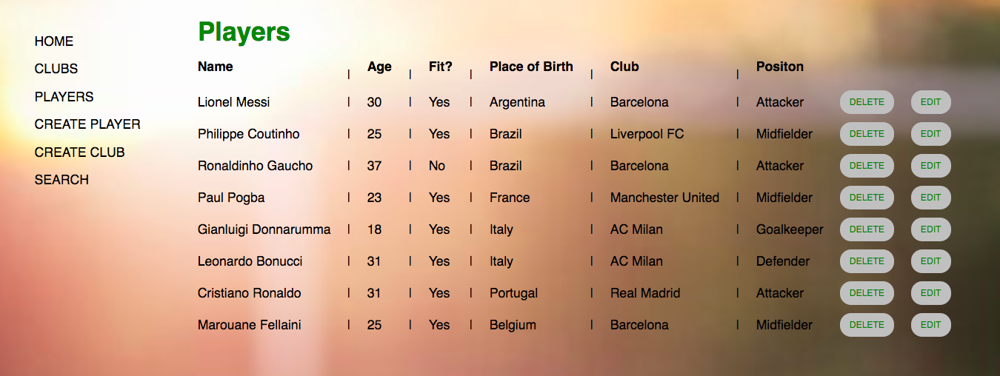 HOME
CLUBS
PLAYERS
CREATE PLAYER
CREATE CLUB
SEARCH
Players
Name | Age | Fit? | Place of Birth | Club | Positon
Lionel Messi | 30 | Yes | Argentina | Barcelona | Attacker DELETE EDIT
Philippe Coutinho | 25 | Yes | Brazil | Liverpool FC | Midfielder DELETE EDIT
Ronaldinho Gaucho | 37 | No | Brazil | Barcelona | Attacker DELETE EDIT
Paul Pogba | 23 | Yes | France | Manchester United | Midfielder DELETE EDIT
Gianluigi Donnarumma | 18 | Yes | Italy | AC Milan | Goalkeeper DELETE EDIT
Leonardo Bonucci | 31 | Yes | Italy | AC Milan | Defender DELETE EDIT
Cristiano Ronaldo | 31 | Yes | Portugal | Real Madrid | Attacker DELETE EDIT
Marouane Fellaini | 25 | Yes | Belgium | Barcelona | Midfielder DELETE EDIT